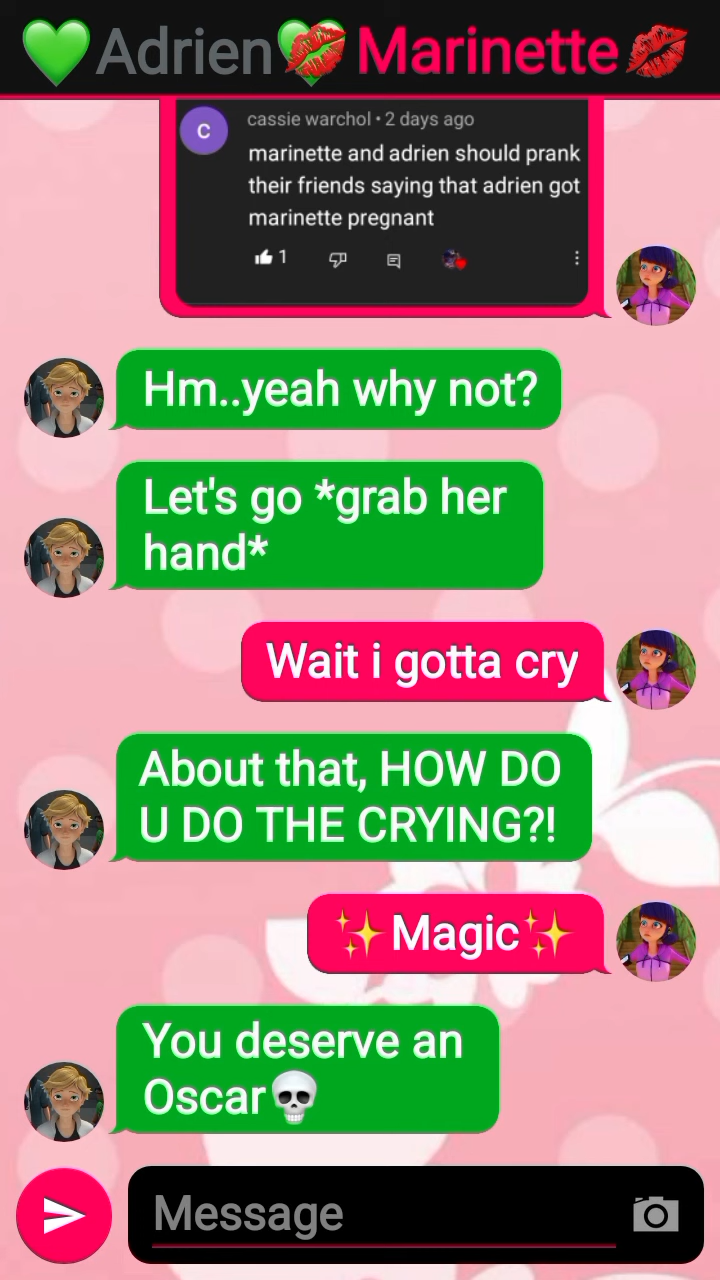 💚Adrien💚💋Marinette💋
C
cassie warchol • 2 days ago
marinette and adrien should prank
their friends saying that adrien got
marinette pregnant
1
Hm..yeah why not?
Let's go *grab her
hand*
Wait i gotta cry
About that, HOW DO
U DO THE CRYING?!
✨Magic✨
You deserve an
Oscar💀
Message